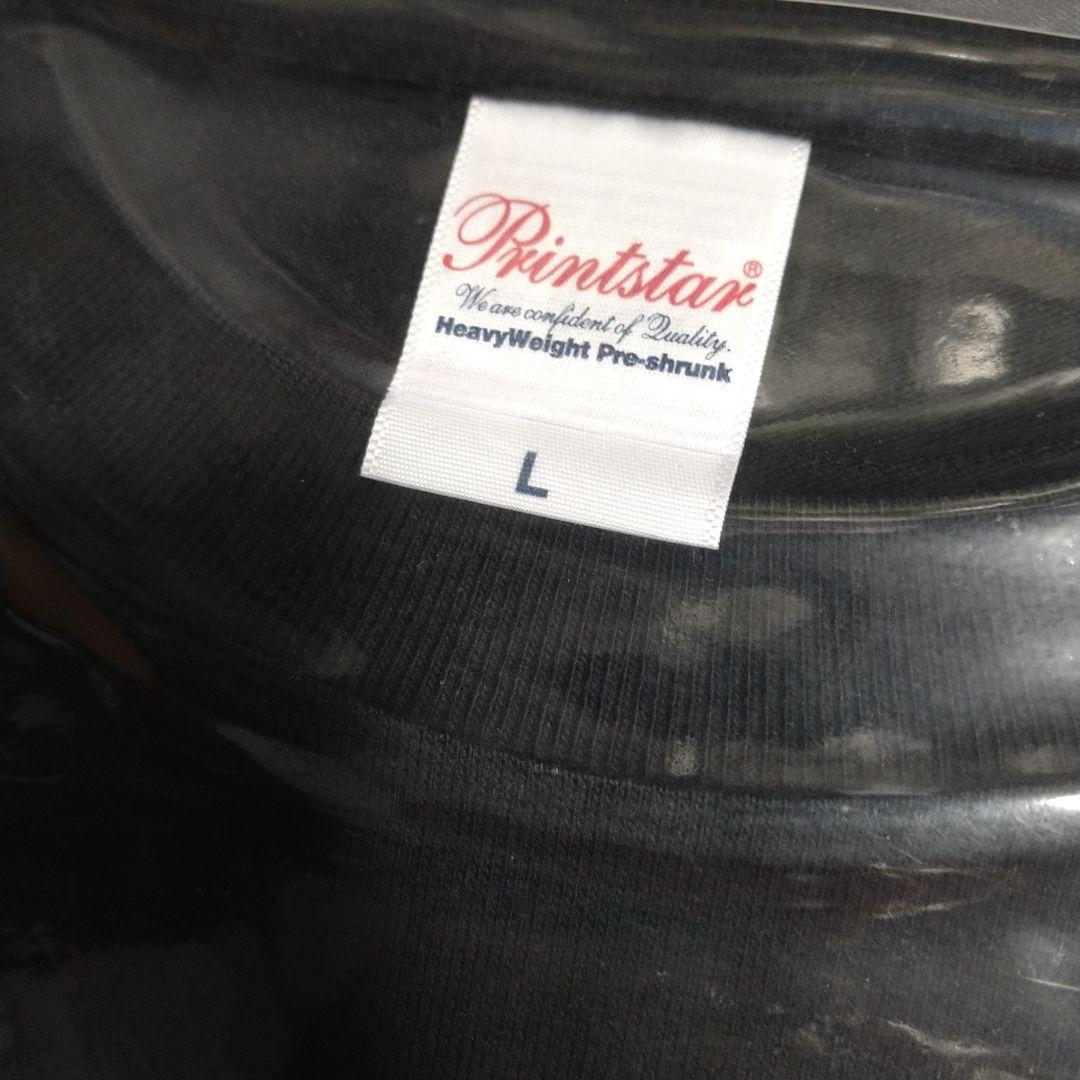 Printstar®
We are confident of Quality.
HeavyWeight Pre-shrunk
L